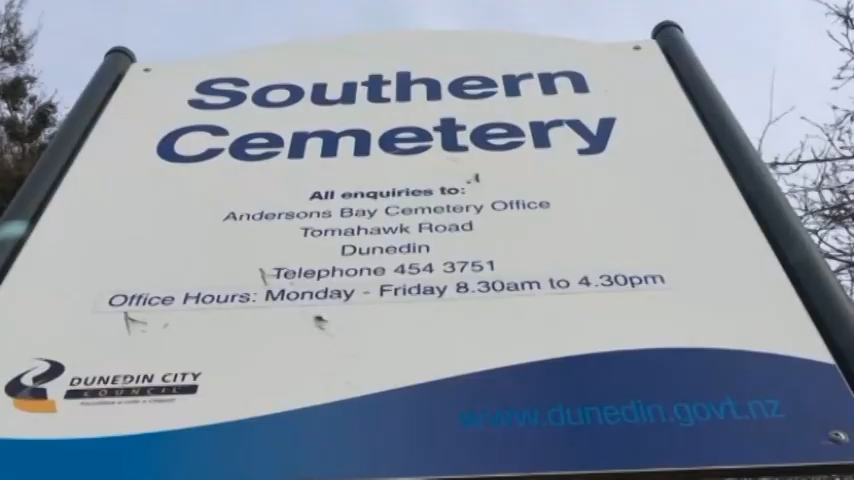 Southern
Cemetery
All enquiries to:
Andersons Bay Cemetery Office
Tomahawk Road
Dunedin
Telephone 454 3751
Office Hours: Monday - Friday 8.30am to 4.30pm
DUNEDIN CITY
COUNCIL
www.dunedin.govt.nz